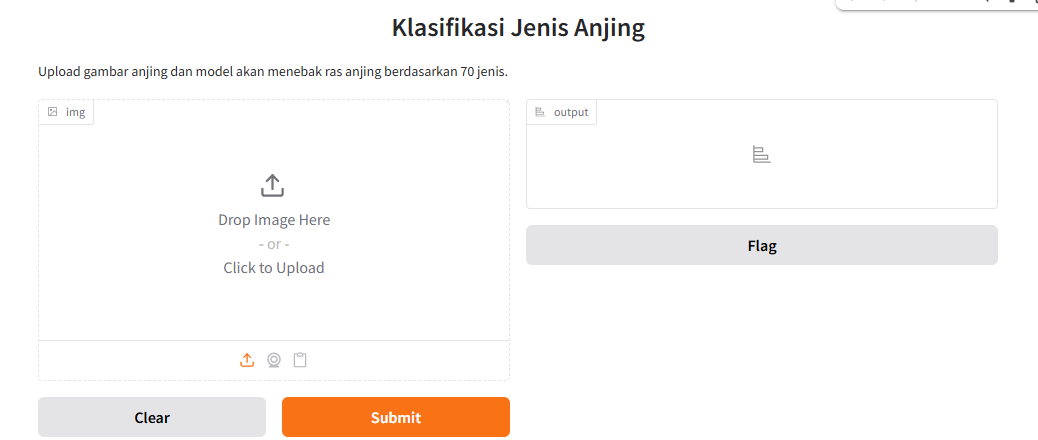 Klasifikasi Jenis Anjing
Upload gambar anjing dan model akan menebak ras anjing berdasarkan 70 jenis.
img
Drop Image Here
- or -
Click to Upload
Clear
Submit
output
Flag